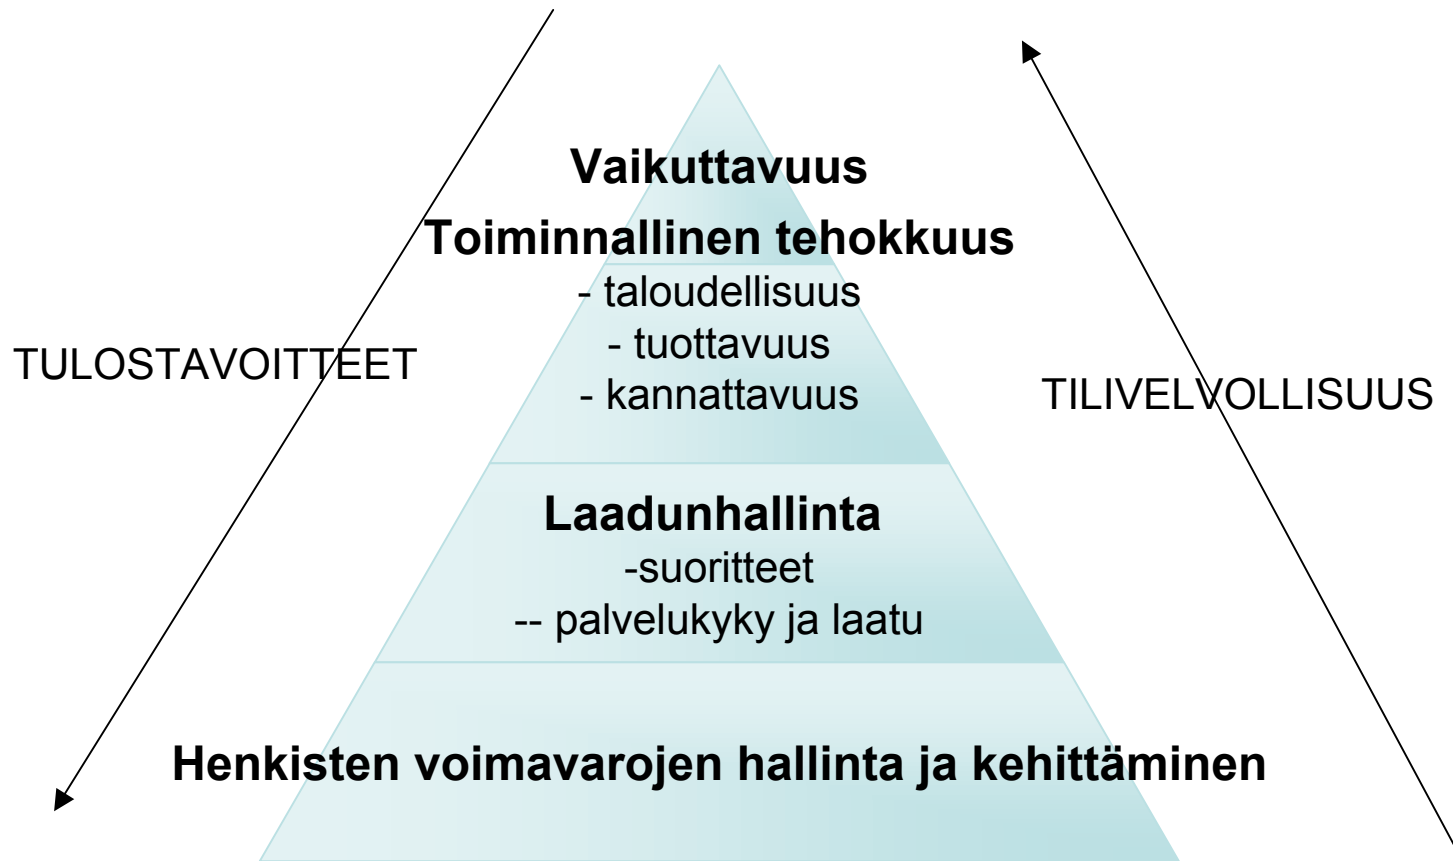 Vaikuttavuus
Toiminnallinen tehokkuus
- taloudellisuus
- tuottavuus
- kannattavuus
TULOSTAVOITTEET
TILIVELVOLLISUUS
Laadunhallinta
-suoritteet
-- palvelukyky ja laatu
Henkisten voimavarojen hallinta ja kehittäminen